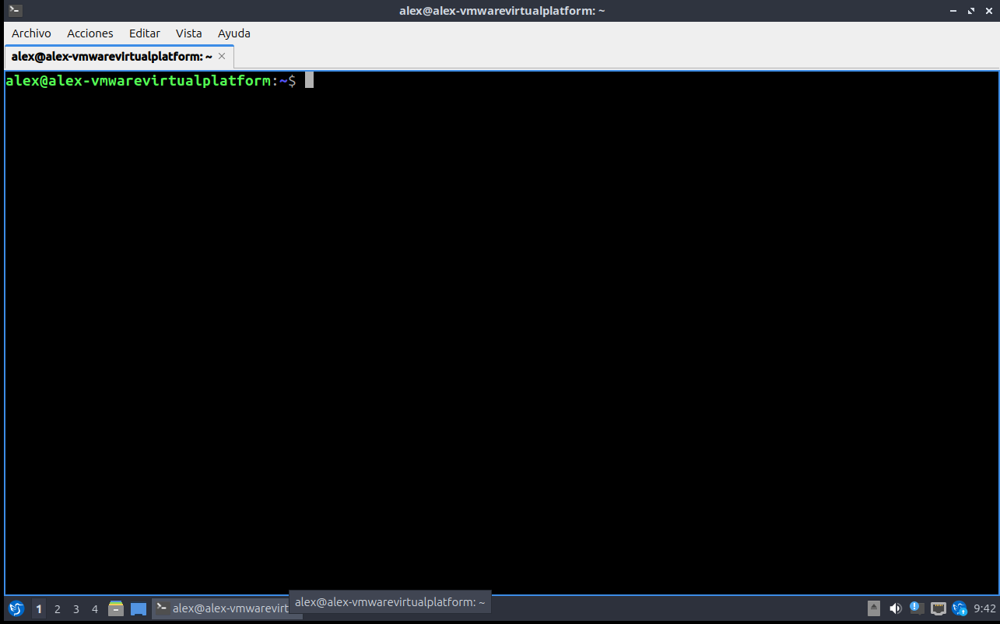 alex@alex-vmwarevirtualplatform: ~
Archivo Acciones Editar Vista Ayuda
alex@alex-vmwarevirtualplatform: ~
alex@alex-vmwarevirtualplatform:~$
1 2 3 4 alex@alex-vmwarevirt alex@alex-vmwarevirtualplatform: ~ 9:42